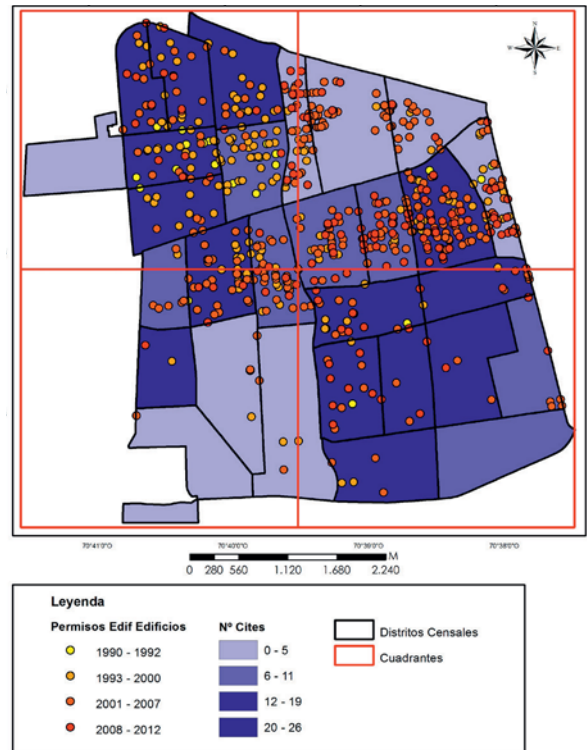 N
W E
S
70°41'0"O 70°40'0"O 70°39'0"O 70°38'0"O
M
0 280 560 1.120 1.680 2.240
Leyenda
Permisos Edif Edificios
1990 - 1992
1993 - 2000
2001 - 2007
2008 - 2012
Nº Cites
0 - 5
6 - 11
12 - 19
20 - 26
Distritos Censales
Cuadrantes